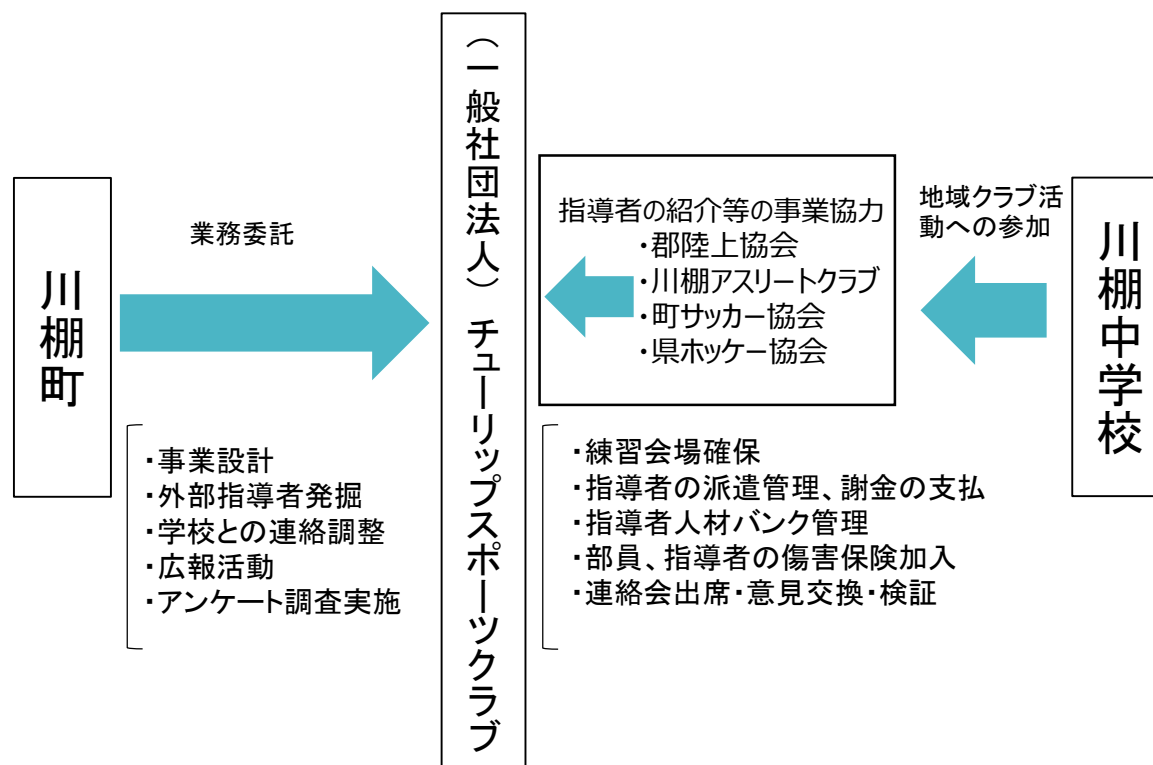 川棚町
業務委託
・事業設計
・外部指導者発掘
・学校との連絡調整
・広報活動
・アンケート調査実施
（一般社団法人）チューリップスポーツクラブ
指導者の紹介等の事業協力
・郡陸上協会
・川棚アスリートクラブ
・町サッカー協会
・県ホッケー協会
・練習会場確保
・指導者の派遣管理、謝金の支払
・指導者人材バンク管理
・部員、指導者の傷害保険加入
・連絡会出席・意見交換・検証
地域クラブ活
動への参加
川棚中学校